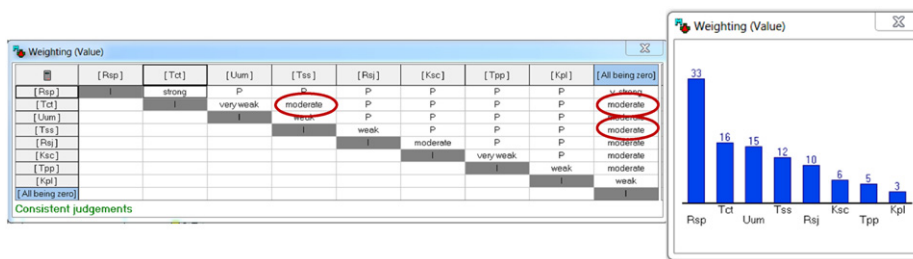 Weighting (Value)
[ Rsp ] [ Tct ] [ Uum ] [ Tss ] [ Rsj ] [ Ksc ] [ Tpp ] [ Kpl ] [ All being zero]
[ Rsp ] I strong P P P P P P v. strong
[ Tct ] I very weak moderate P P P P moderate
[ Uum ] I weak P P P P moderate
[ Tss ] I weak P P P moderate
[ Rsj ] I moderate P P moderate
[ Ksc ] I very weak P moderate
[ Tpp ] I weak moderate
[ Kpl ] I weak
[ All being zero] I
Consistent judgements
Weighting (Value)
33
16
15
12
10
6
5
3
Rsp Tct Uum Tss Rsj Ksc Tpp Kpl